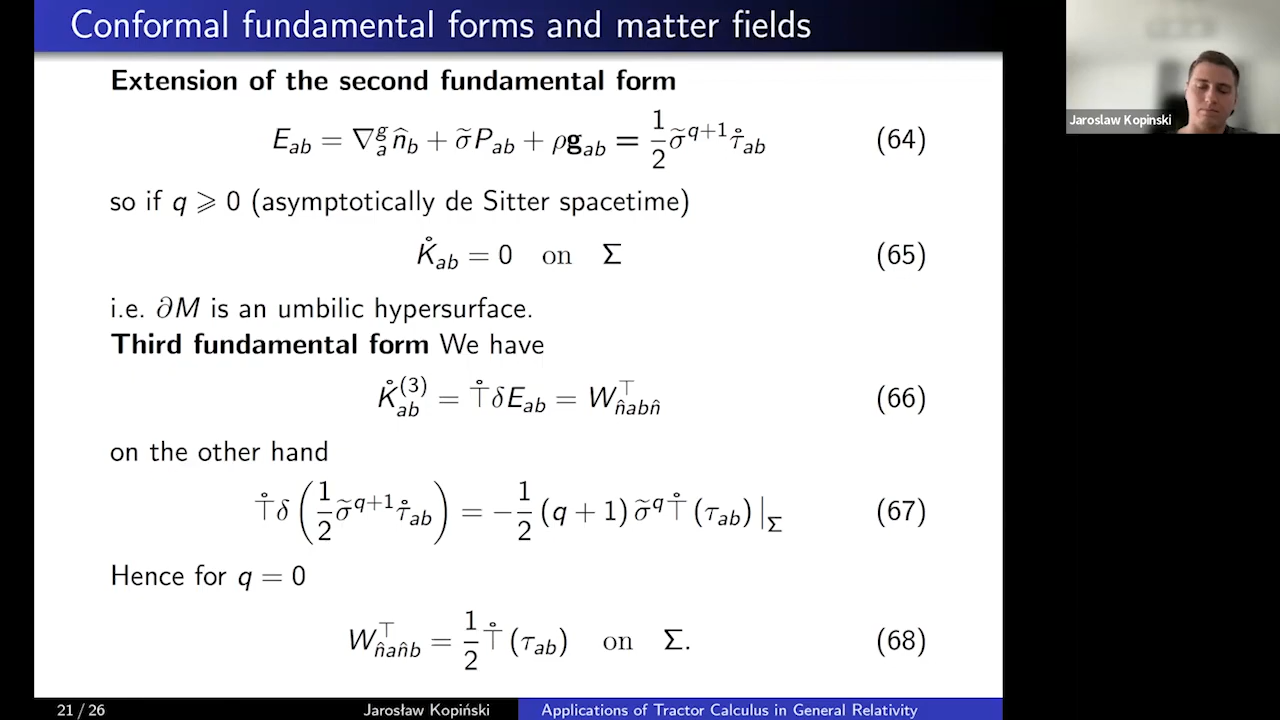 Conformal fundamental forms and matter fields
Extension of the second fundamental form
E_{ab} = ∇^g_a n̂_b + σ̃P_{ab} + ρ𝐠_{ab} = 1/2 σ̃^{q+1} τ̊_{ab} (64)
so if q ⩾ 0 (asymptotically de Sitter spacetime)
K̊_{ab} = 0 on Σ (65)
i.e. ∂M is an umbilic hypersurface.
Third fundamental form We have
K̊^{(3)}_{ab} = ⊤̊δE_{ab} = W^⊤_{n̂abn̂} (66)
on the other hand
⊤̊δ(1/2 σ̃^{q+1} τ̊_{ab}) = −1/2 (q + 1) σ̃^q ⊤̊ (τ_{ab}) |_Σ (67)
Hence for q = 0
W^⊤_{n̂an̂b} = 1/2 ⊤̊ (τ_{ab}) on Σ. (68)
21 / 26 Jarosław Kopiński Applications of Tractor Calculus in General Relativity
Jaroslaw Kopinski